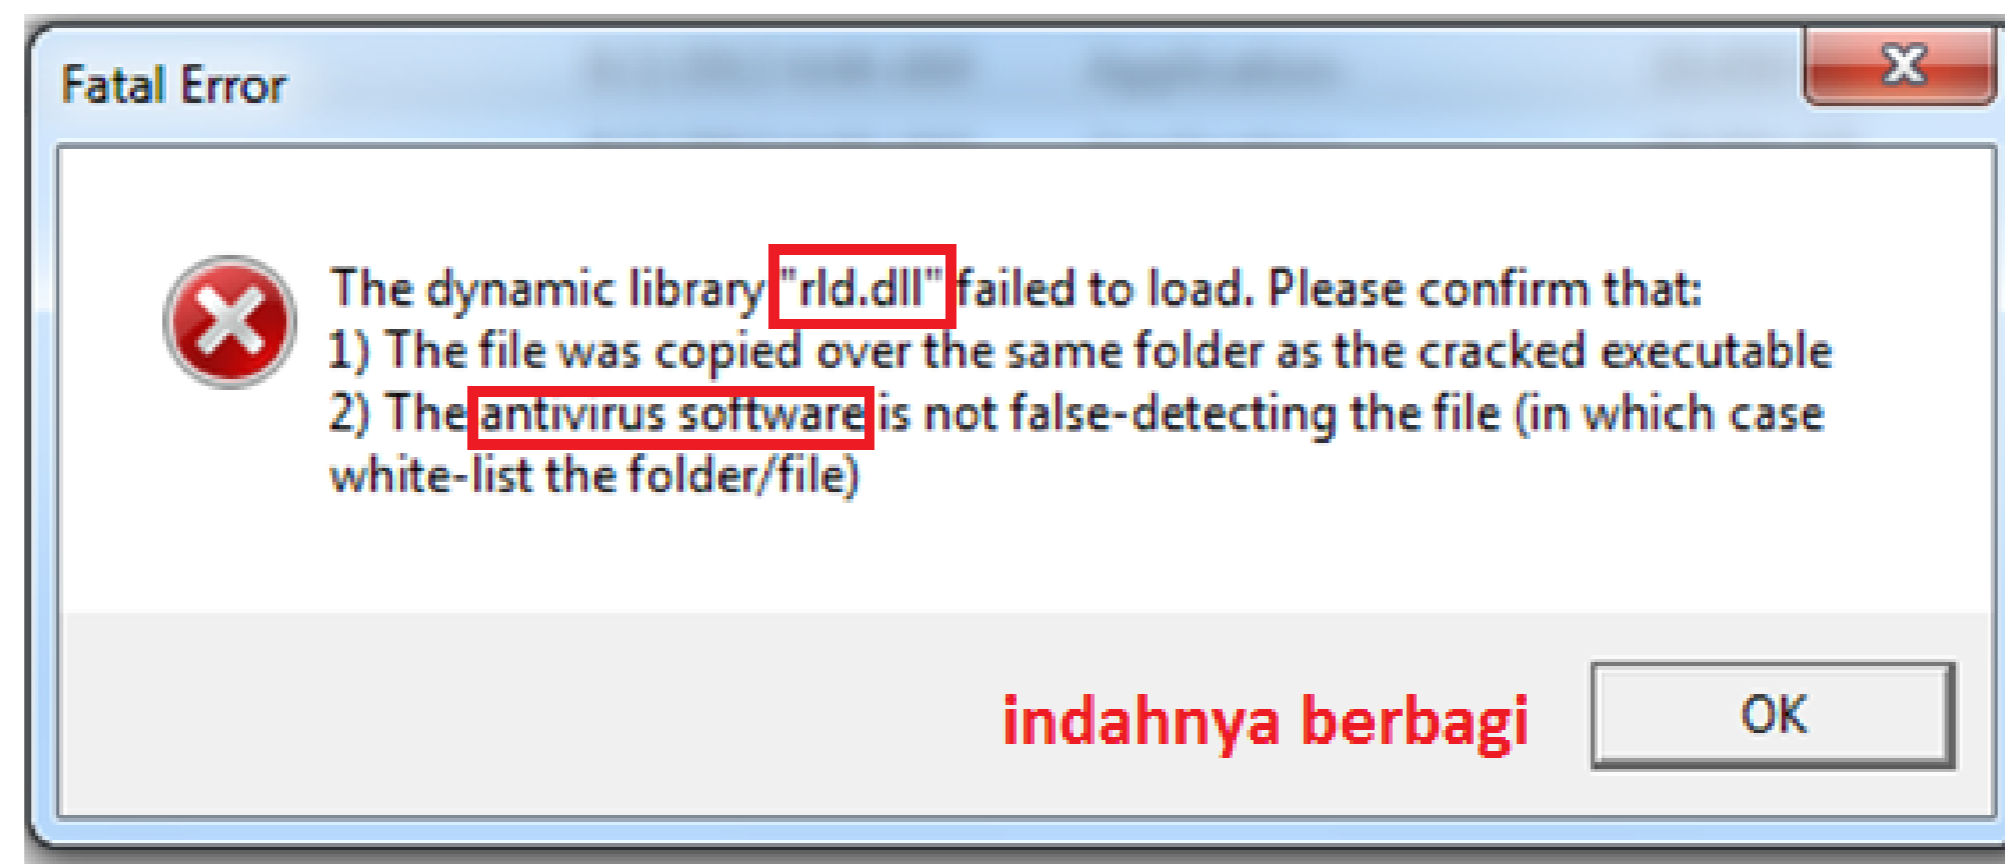 Fatal Error
The dynamic library "rld.dll" failed to load. Please confirm that:
1) The file was copied over the same folder as the cracked executable
2) The antivirus software is not false-detecting the file (in which case
white-list the folder/file)
indahnya berbagi
OK